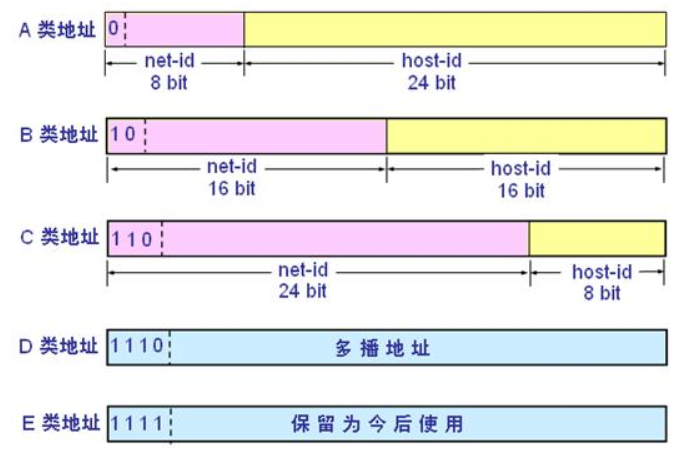 A 类地址 0
net-id host-id
8 bit 24 bit
B 类地址 1 0
net-id host-id
16 bit 16 bit
C 类地址 1 1 0
net-id host-id
24 bit 8 bit
D 类地址 1 1 1 0 多播地址
E 类地址 1 1 1 1 保留为今后使用